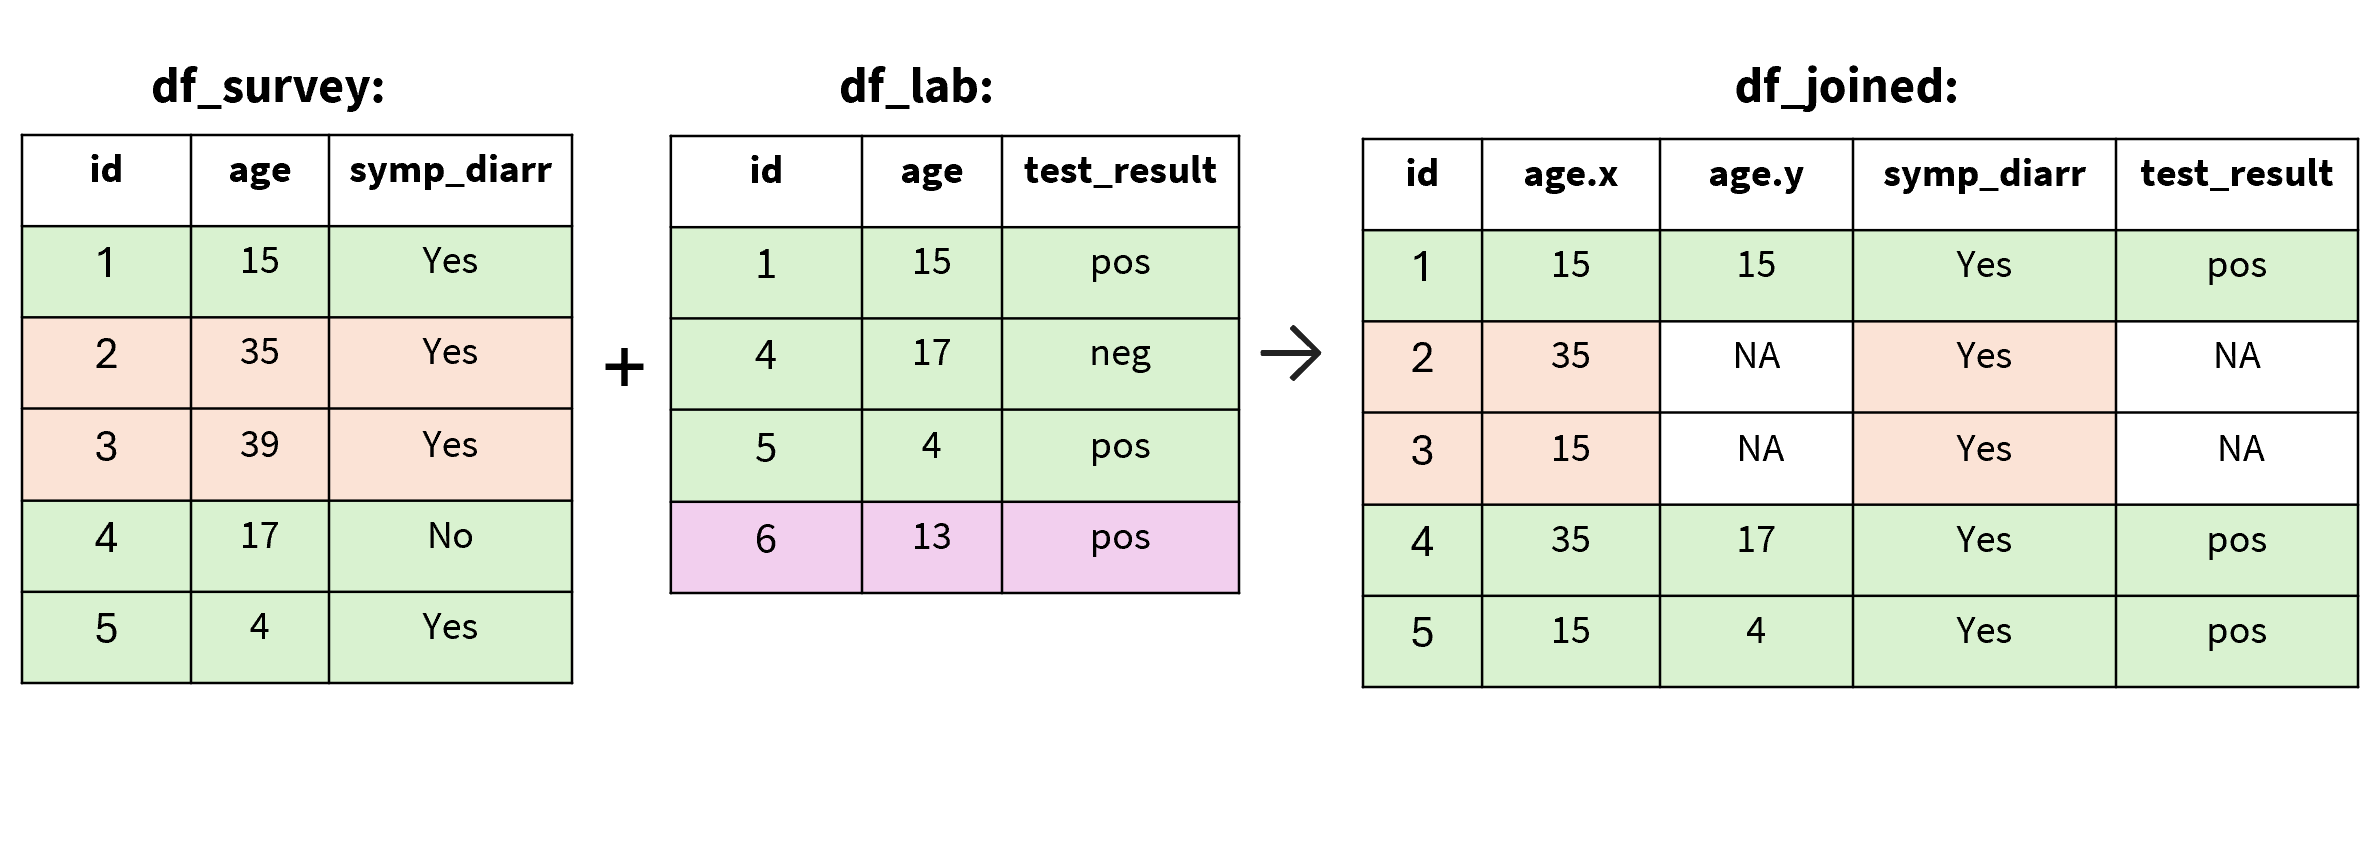 df_survey:
id age symp_diarr
1 15 Yes
2 35 Yes
3 39 Yes
4 17 No
5 4 Yes
+
df_lab:
id age test_result
1 15 pos
4 17 neg
5 4 pos
6 13 pos
→
df_joined:
id age.x age.y symp_diarr test_result
1 15 15 Yes pos
2 35 NA Yes NA
3 15 NA Yes NA
4 35 17 Yes pos
5 15 4 Yes pos